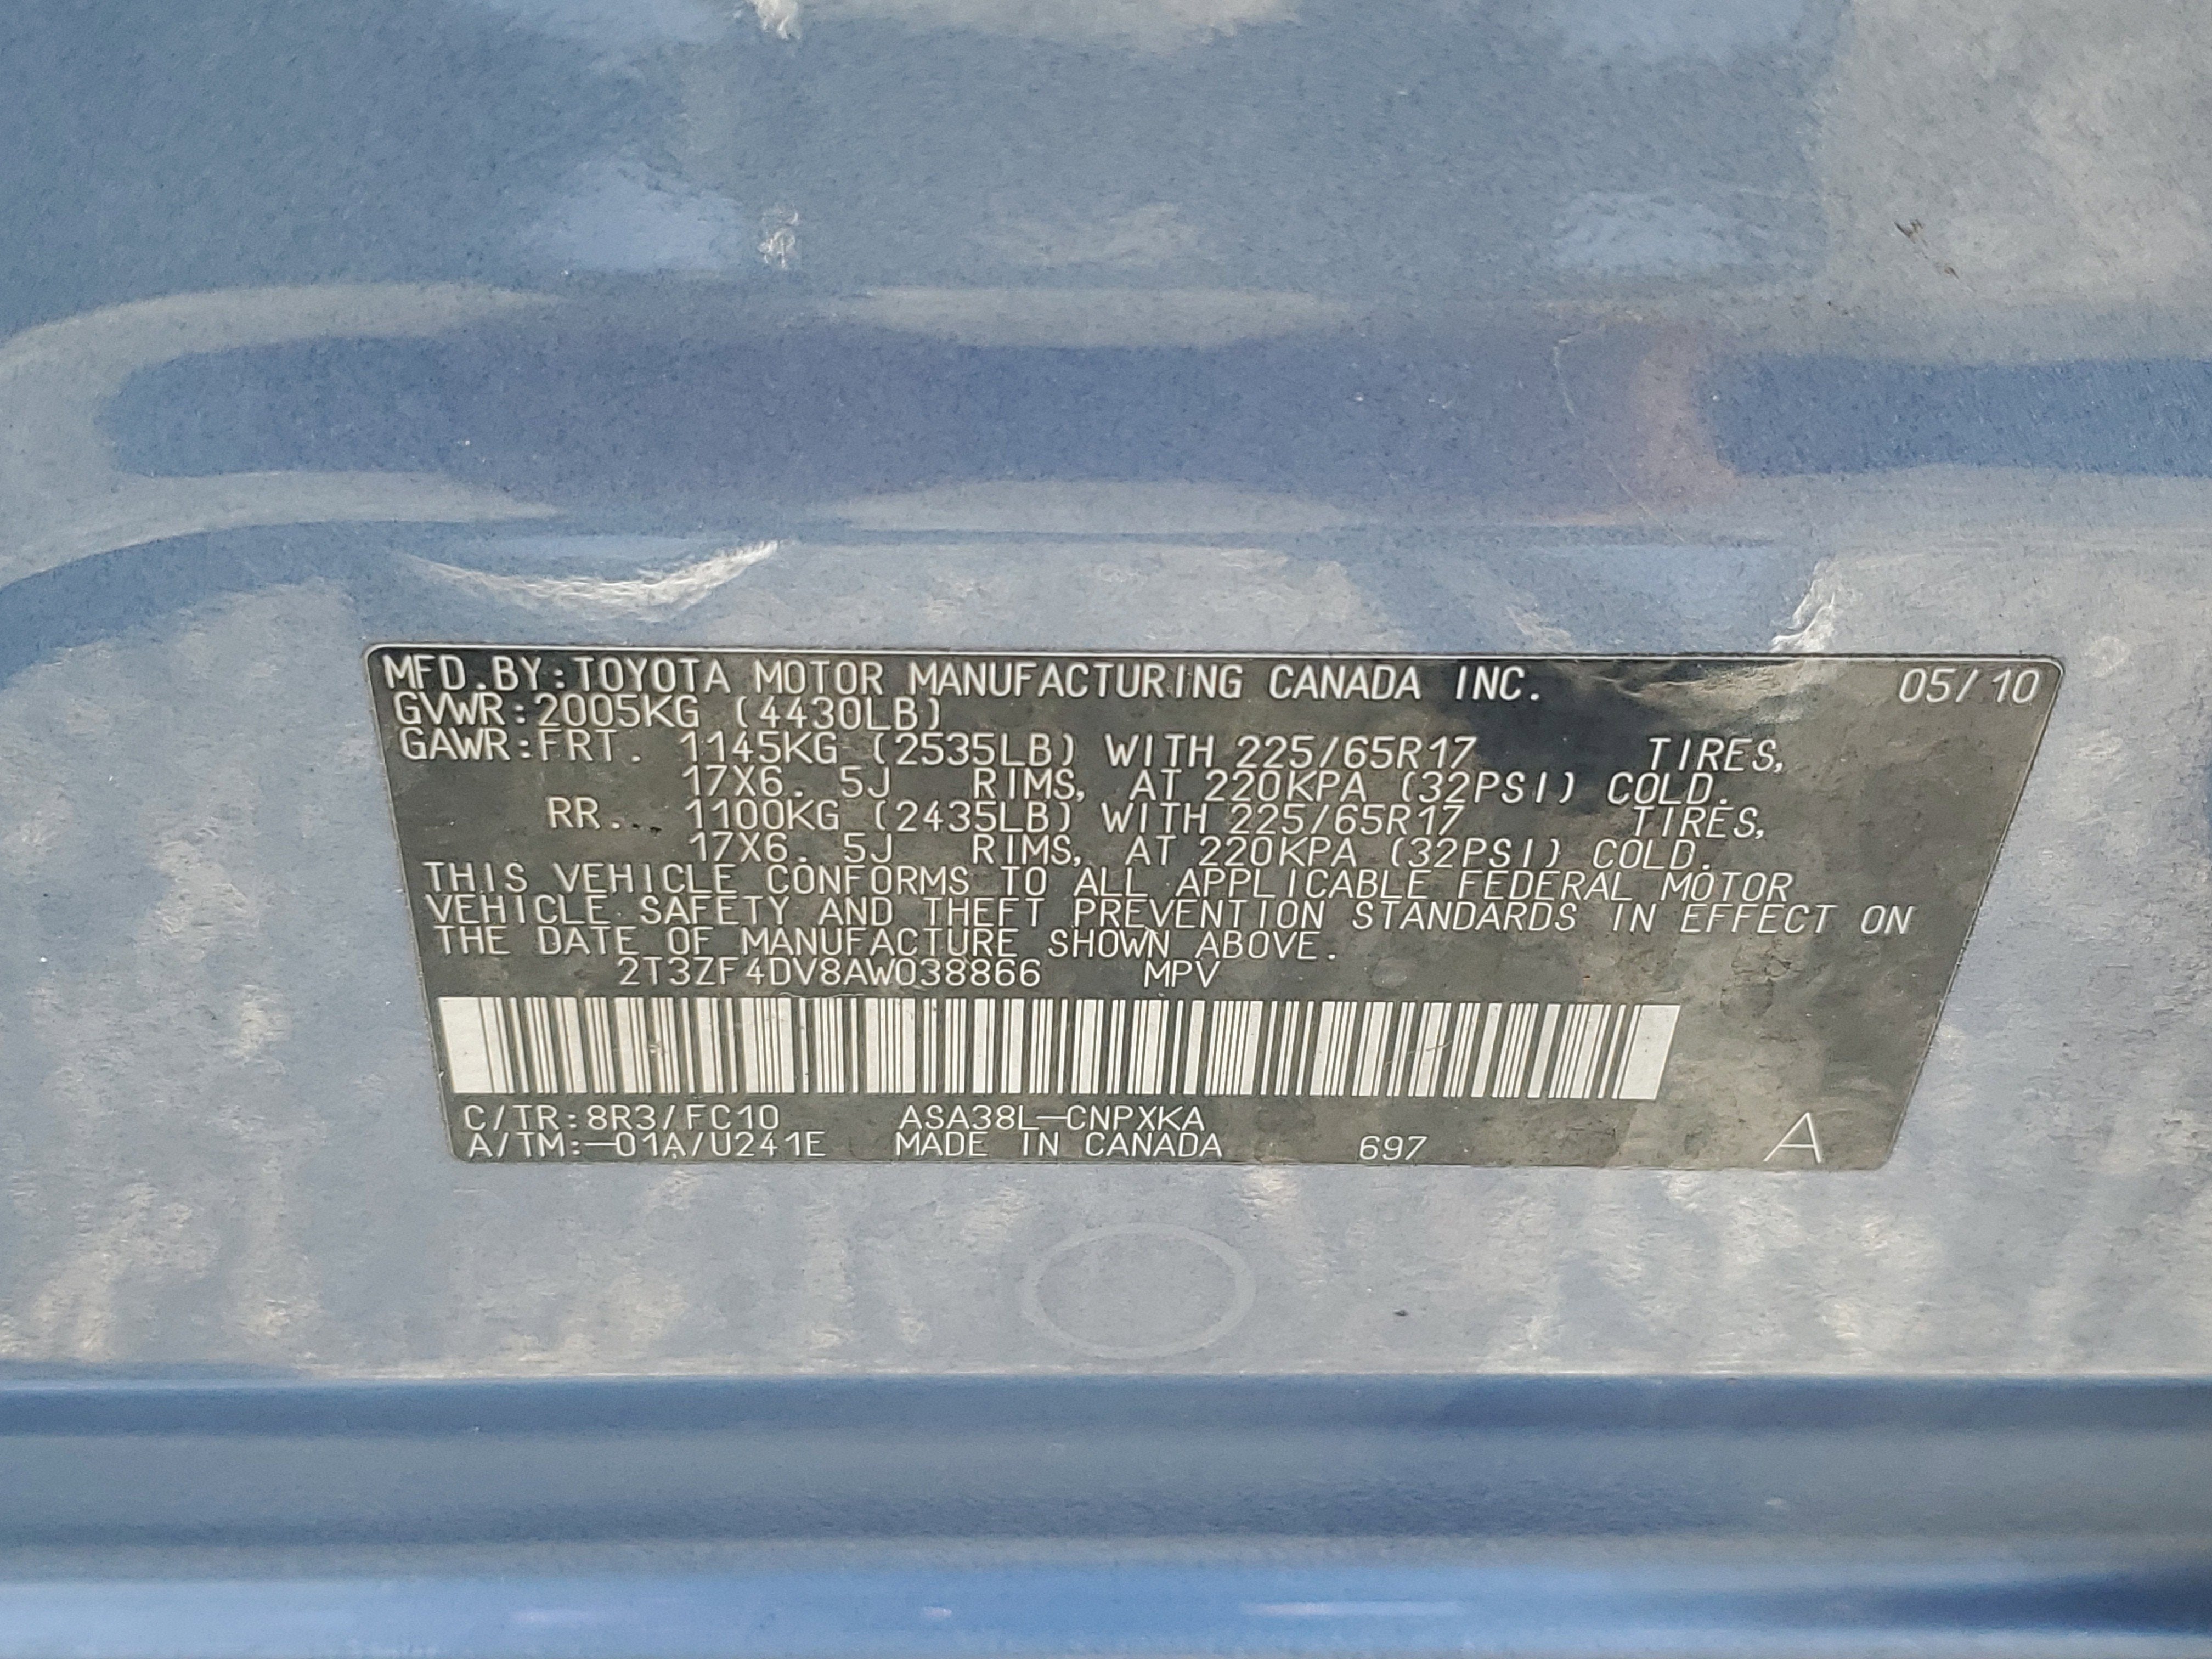 MFD.BY:TOYOTA MOTOR MANUFACTURING CANADA INC. 05/10
GVWR:2005KG (4430LB)
GAWR:FRT. 1145KG (2535LB) WITH 225/65R17 TIRES,
17X6. 5J RIMS, AT 220KPA (32PSI) COLD.
RR. 1100KG (2435LB) WITH 225/65R17 TIRES,
17X6. 5J RIMS, AT 220KPA (32PSI) COLD.
THIS VEHICLE CONFORMS TO ALL APPLICABLE FEDERAL MOTOR
VEHICLE SAFETY AND THEFT PREVENTION STANDARDS IN EFFECT ON
THE DATE OF MANUFACTURE SHOWN ABOVE.
2T3ZF4DV8AW038866 MPV
C/TR:8R3/FC10 ASA38L-CNPXKA
A/TM:-01A/U241E MADE IN CANADA 697 A